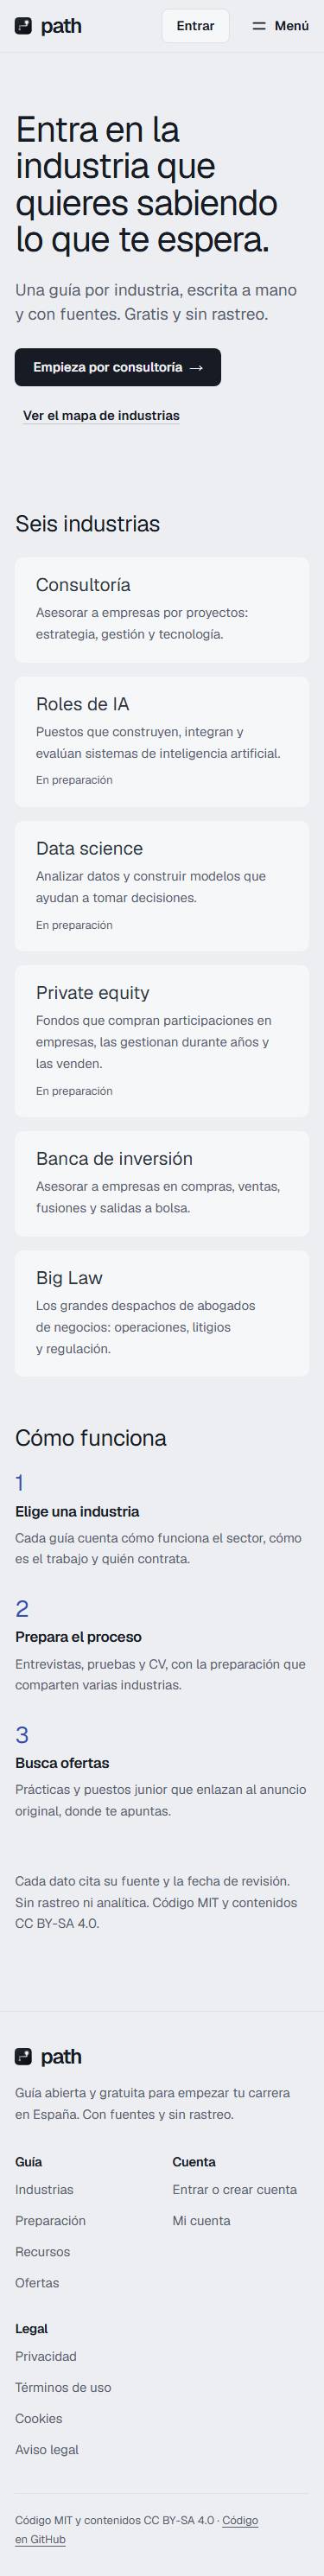 path
Entrar
Menú
Entra en la
industria que
quieres sabiendo
lo que te espera.
Una guía por industria, escrita a mano
y con fuentes. Gratis y sin rastreo.
Empieza por consultoría →
Ver el mapa de industrias
Seis industrias
Consultoría
Asesorar a empresas por proyectos:
estrategia, gestión y tecnología.
Roles de IA
Puestos que construyen, integran y
evalúan sistemas de inteligencia artificial.
En preparación
Data science
Analizar datos y construir modelos que
ayudan a tomar decisiones.
En preparación
Private equity
Fondos que compran participaciones en
empresas, las gestionan durante años y
las venden.
En preparación
Banca de inversión
Asesorar a empresas en compras, ventas,
fusiones y salidas a bolsa.
Big Law
Los grandes despachos de abogados
de negocios: operaciones, litigios
y regulación.
Cómo funciona
1
Elige una industria
Cada guía cuenta cómo funciona el sector, cómo
es el trabajo y quién contrata.
2
Prepara el proceso
Entrevistas, pruebas y CV, con la preparación que
comparten varias industrias.
3
Busca ofertas
Prácticas y puestos junior que enlazan al anuncio
original, donde te apuntas.
Cada dato cita su fuente y la fecha de revisión.
Sin rastreo ni analítica. Código MIT y contenidos
CC BY-SA 4.0.
path
Guía abierta y gratuita para empezar tu carrera
en España. Con fuentes y sin rastreo.
Guía
Industrias
Preparación
Recursos
Ofertas
Cuenta
Entrar o crear cuenta
Mi cuenta
Legal
Privacidad
Términos de uso
Cookies
Aviso legal
Código MIT y contenidos CC BY-SA 4.0 · Código
en GitHub